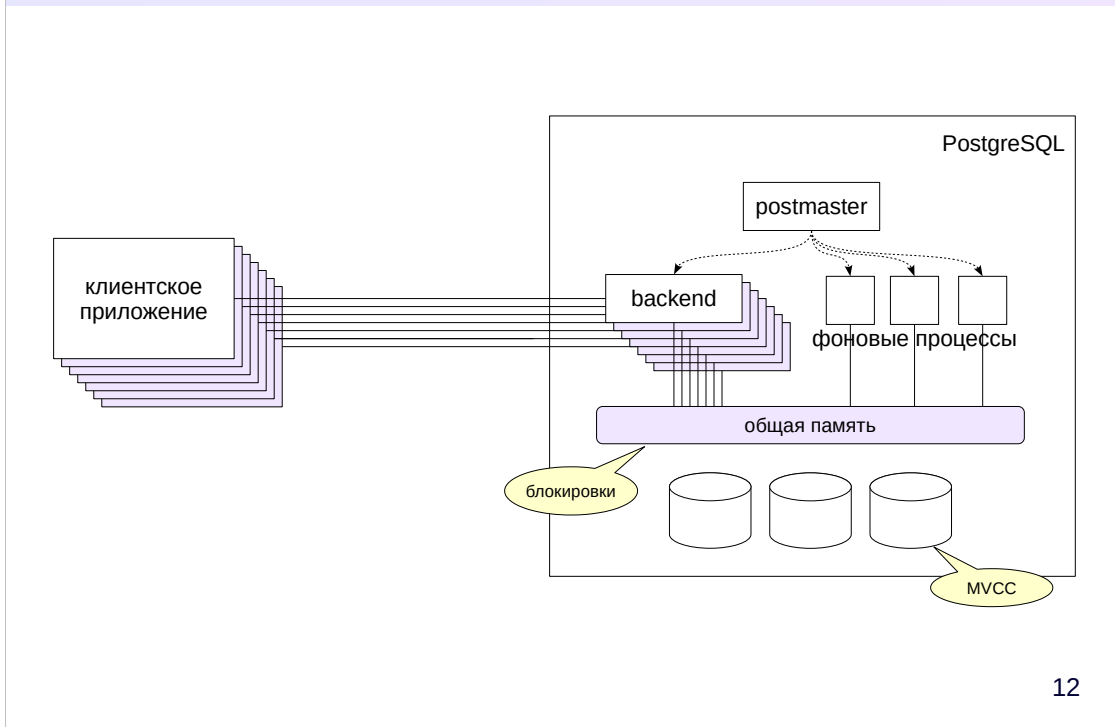 PostgreSQL
postmaster
клиентское
приложение
backend
фоновые процессы
общая память
блокировки
MVCC
12